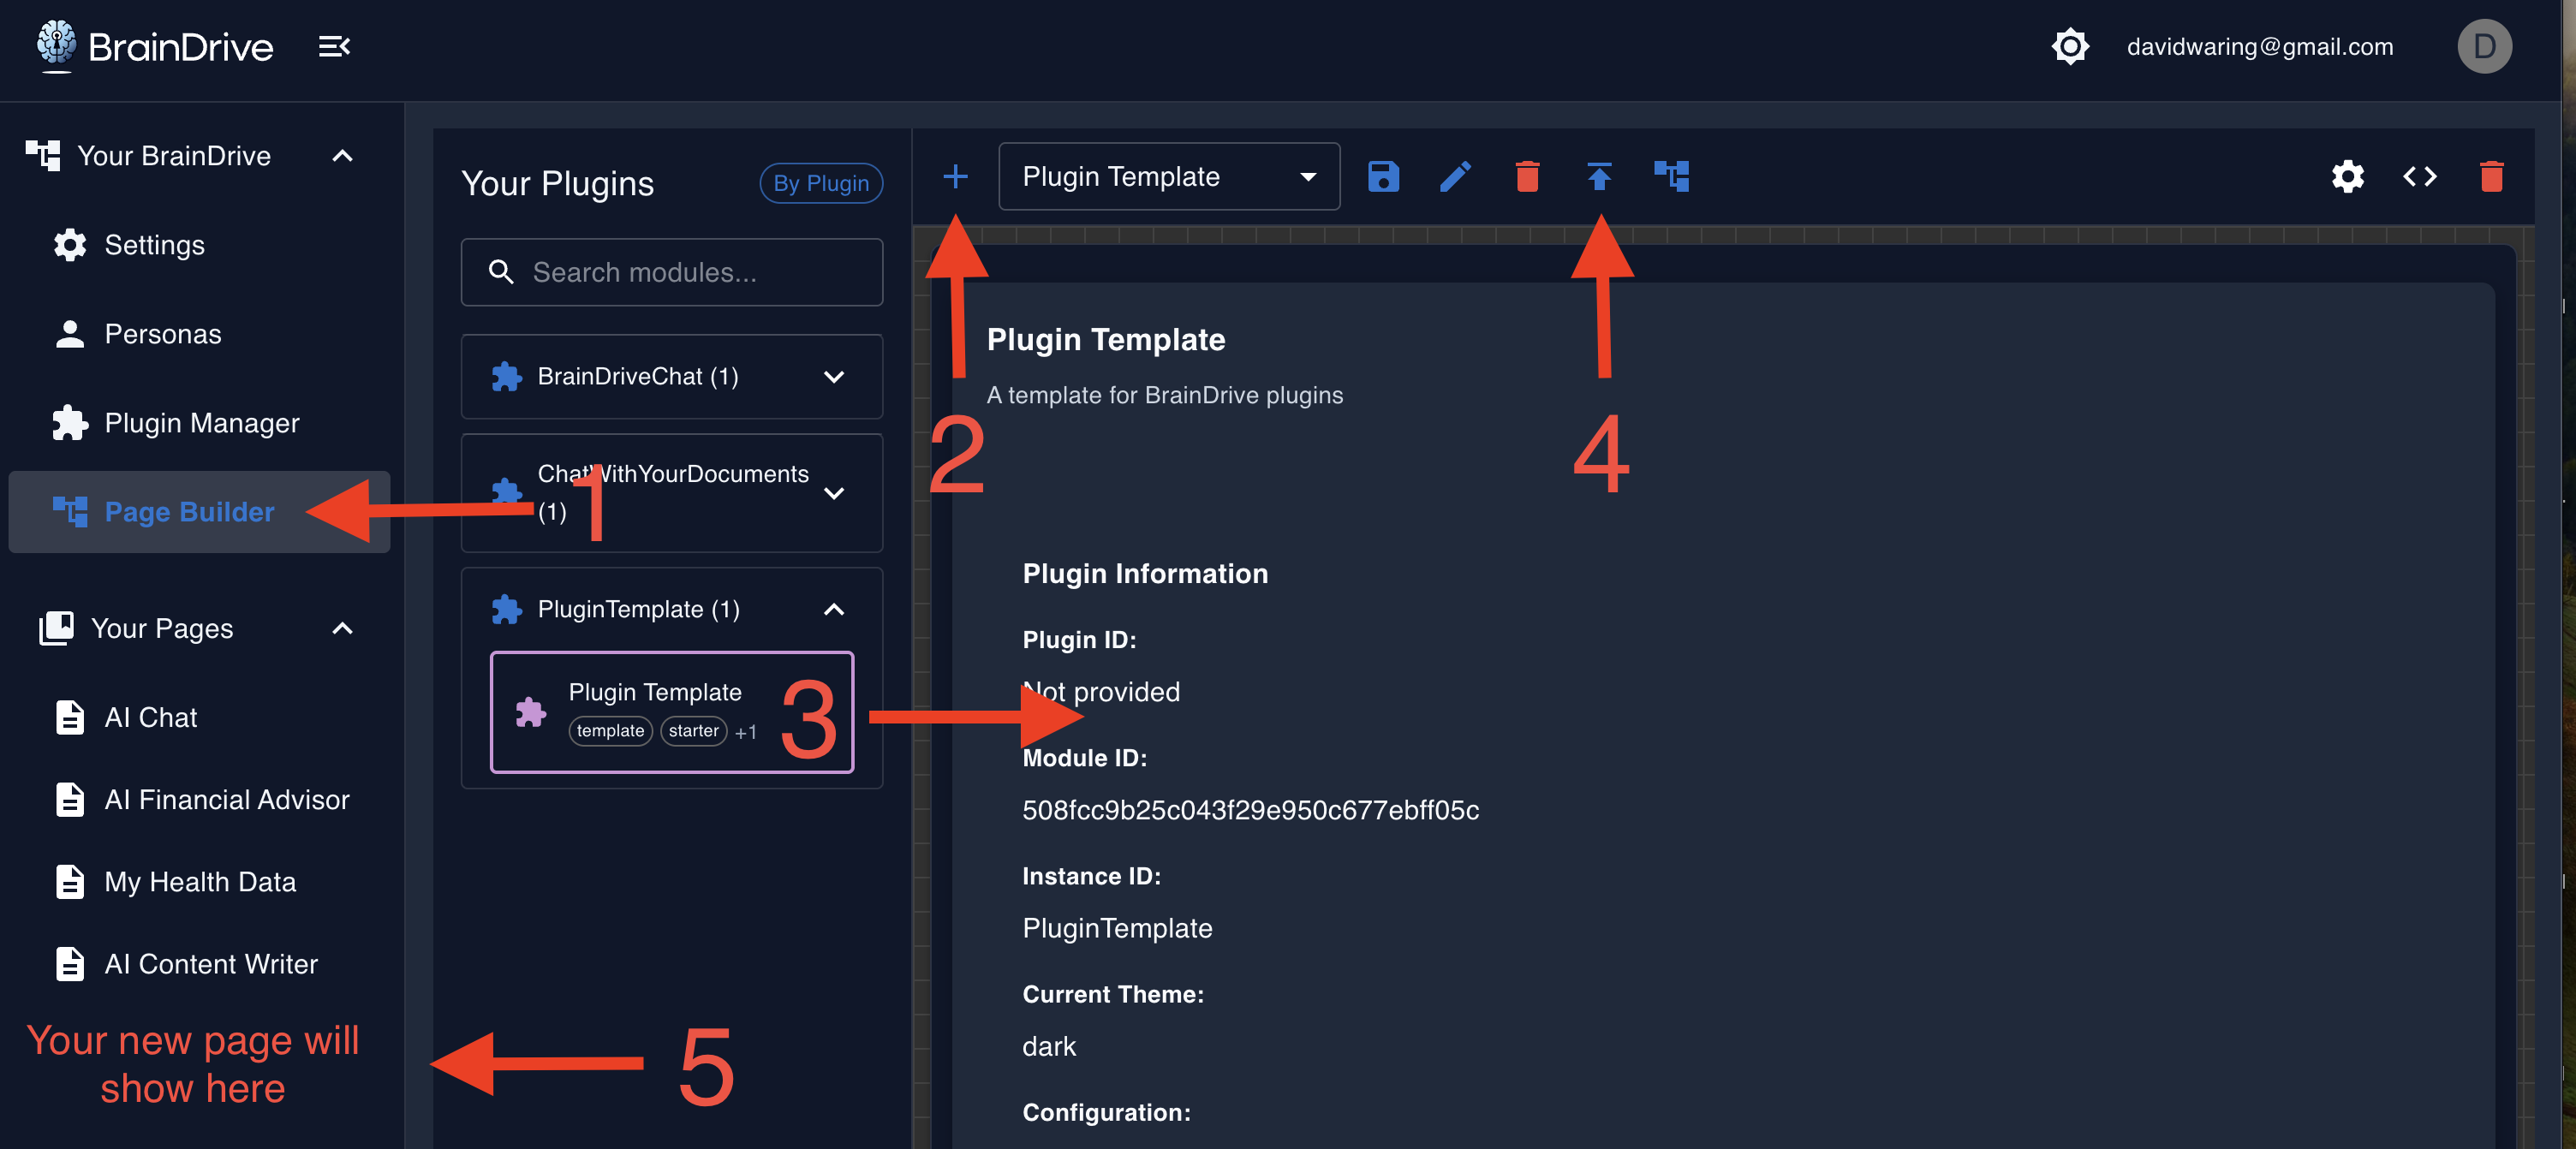 BrainDrive
davidwaring@gmail.com
D
Your BrainDrive
Settings
Personas
Plugin Manager
Page Builder
Your Pages
AI Chat
AI Financial Advisor
My Health Data
AI Content Writer
Your new page will
show here
Your Plugins
By Plugin
Search modules...
BrainDriveChat (1)
ChatWithYourDocuments
(1)
1
PluginTemplate (1)
Plugin Template
template
starter
+1
3
5
Plugin Template
2
4
Plugin Template
A template for BrainDrive plugins
Plugin Information
Plugin ID:
Not provided
Module ID:
508fcc9b25c043f29e950c677ebff05c
Instance ID:
PluginTemplate
Current Theme:
dark
Configuration: